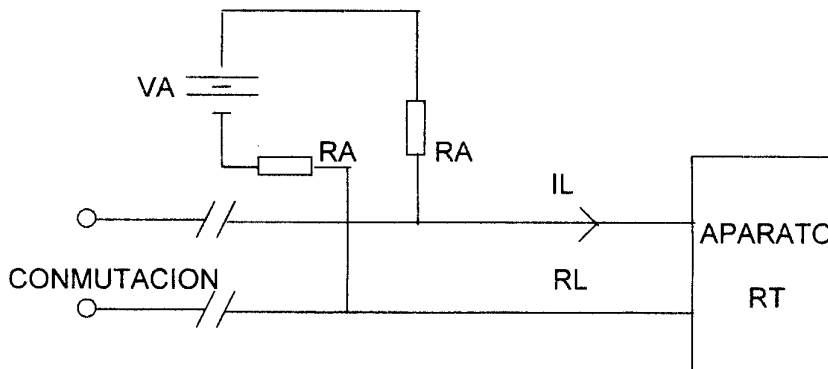 VA
RA
RA
IL
APARATO
CONMUTACION
RL
RT